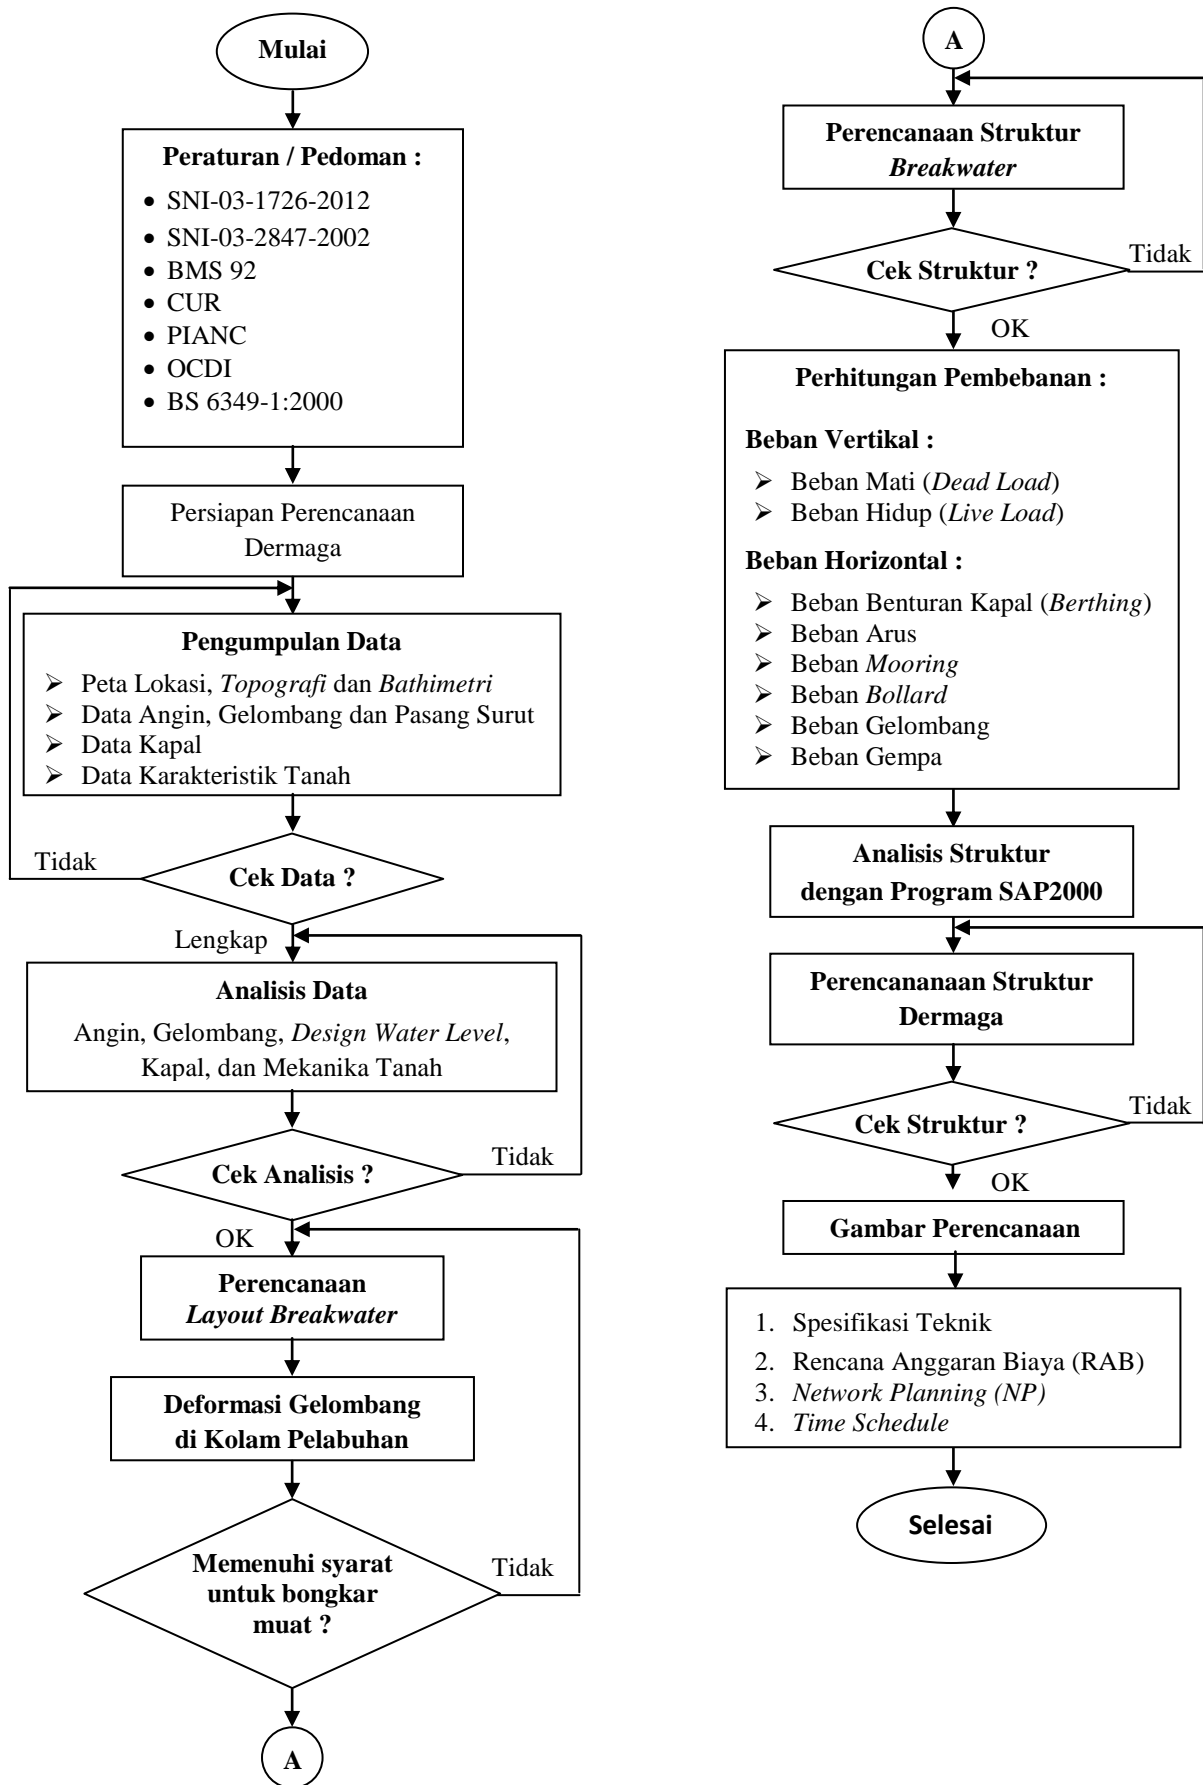 Mulai
Peraturan / Pedoman :
• SNI-03-1726-2012
• SNI-03-2847-2002
• BMS 92
• CUR
• PIANC
• OCDI
• BS 6349-1:2000
Persiapan Perencanaan
Dermaga
Pengumpulan Data
➢ Peta Lokasi, Topografi dan Bathimetri
➢ Data Angin, Gelombang dan Pasang Surut
➢ Data Kapal
➢ Data Karakteristik Tanah
Tidak
Cek Data ?
Lengkap
Analisis Data
Angin, Gelombang, Design Water Level,
Kapal, dan Mekanika Tanah
Cek Analisis ?
Tidak
OK
Perencanaan
Layout Breakwater
Deformasi Gelombang
di Kolam Pelabuhan
Memenuhi syarat
untuk bongkar
muat ?
Tidak
A
A
Perencanaan Struktur
Breakwater
Cek Struktur ?
Tidak
OK
Perhitungan Pembebanan :
Beban Vertikal :
➢ Beban Mati (Dead Load)
➢ Beban Hidup (Live Load)
Beban Horizontal :
➢ Beban Benturan Kapal (Berthing)
➢ Beban Arus
➢ Beban Mooring
➢ Beban Bollard
➢ Beban Gelombang
➢ Beban Gempa
Analisis Struktur
dengan Program SAP2000
Perencananaan Struktur
Dermaga
Cek Struktur ?
Tidak
OK
Gambar Perencanaan
1. Spesifikasi Teknik
2. Rencana Anggaran Biaya (RAB)
3. Network Planning (NP)
4. Time Schedule
Selesai